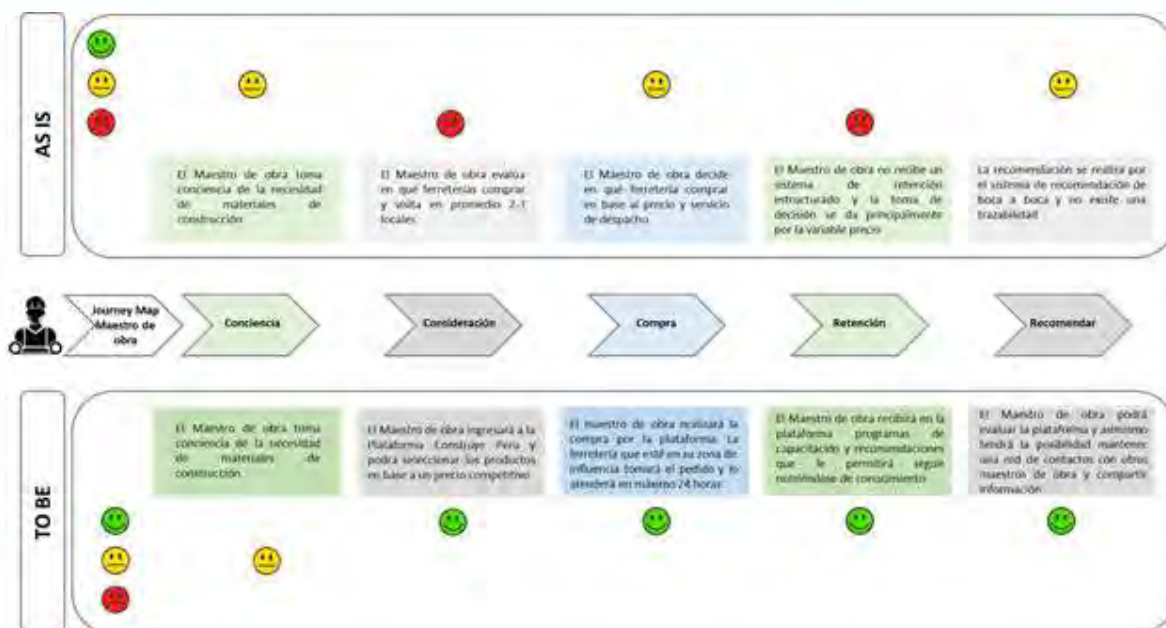 AS IS
El Maestro de obra toma
conciencia de la necesidad
de materiales de
construcción
El Maestro de obra evalúa
en qué ferreterías comprar
y visita en promedio 2-3
locales
El Maestro de obra decide
en qué ferretería comprar
en base al precio y servicio
de despacho
El Maestro de obra no recibe un
sistema de retención
estructurado y la toma de
decisión se da principalmente
por la variable precio
La recomendación se realiza por
el sistema de recomendación de
boca a boca y no existe una
trazabilidad
Journey Map
Maestro de
obra
Conciencia
Consideración
Compra
Retención
Recomendar
TO BE
El Maestro de obra toma
conciencia de la necesidad
de materiales de
construcción
El Maestro de obra ingresará a la
Plataforma Construye Perú y
podrá seleccionar los productos
en base a un precio competitivo
El maestro de obra realizará la
compra por la plataforma. La
ferretería que está en su zona de
influencia tomará el pedido y lo
atenderá en máximo 24 horas
El Maestro de obra recibirá en la
plataforma programas de
capacitación y recomendaciones
que le permitirá seguir
nutriéndose de conocimiento
El Maestro de obra podrá
evaluar la plataforma y asimismo
tendrá la posibilidad mantener
una red de contactos con otros
maestros de obra y compartir
información